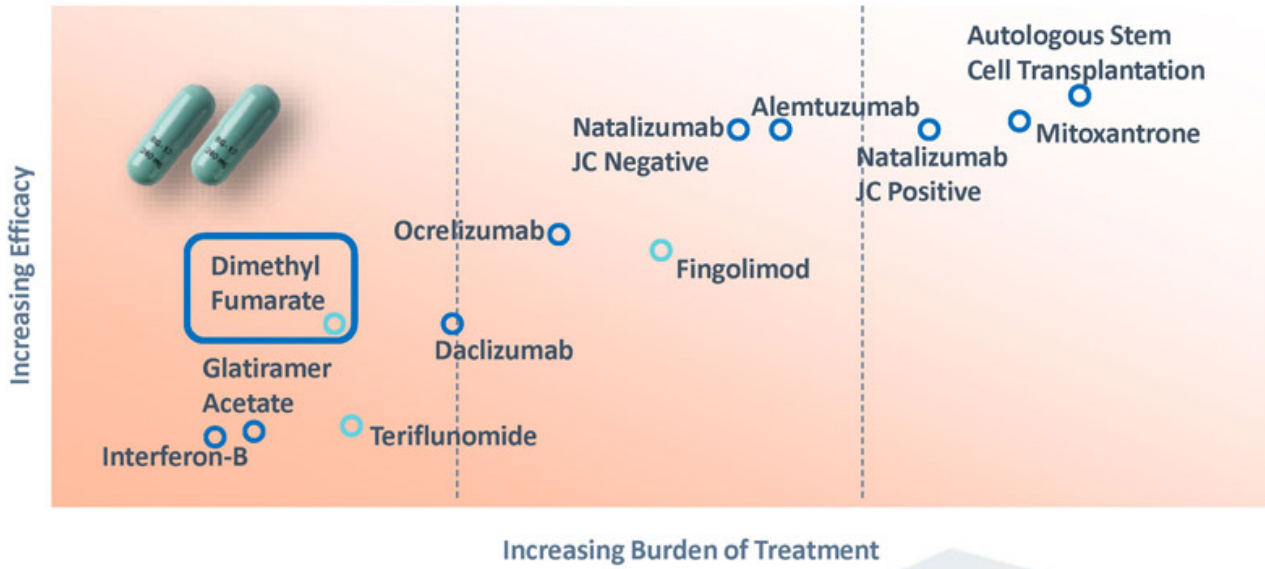 Autologous Stem
Cell Transplantation
Alemtuzumab
Natalizumab
JC Negative
Mitoxantrone
Natalizumab
JC Positive
Ocrelizumab
Fingolimod
Dimethyl
Fumarate
Daclizumab
Glatiramer
Acetate
Teriflunomide
Interferon-B
Increasing Efficacy
Increasing Burden of Treatment